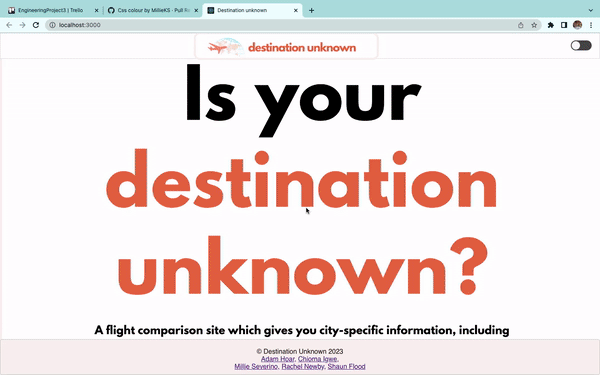 EngineeringProject3 | Trello
Css colour by MillieKS · Pull Re
Destination unknown
localhost:3000
destination unknown
Is your
destination
unknown?
A flight comparison site which gives you city-specific information, including
© Destination Unknown 2023
Adam Hoar, Chioma Igwe,
Millie Severino, Rachel Newby, Shaun Flood